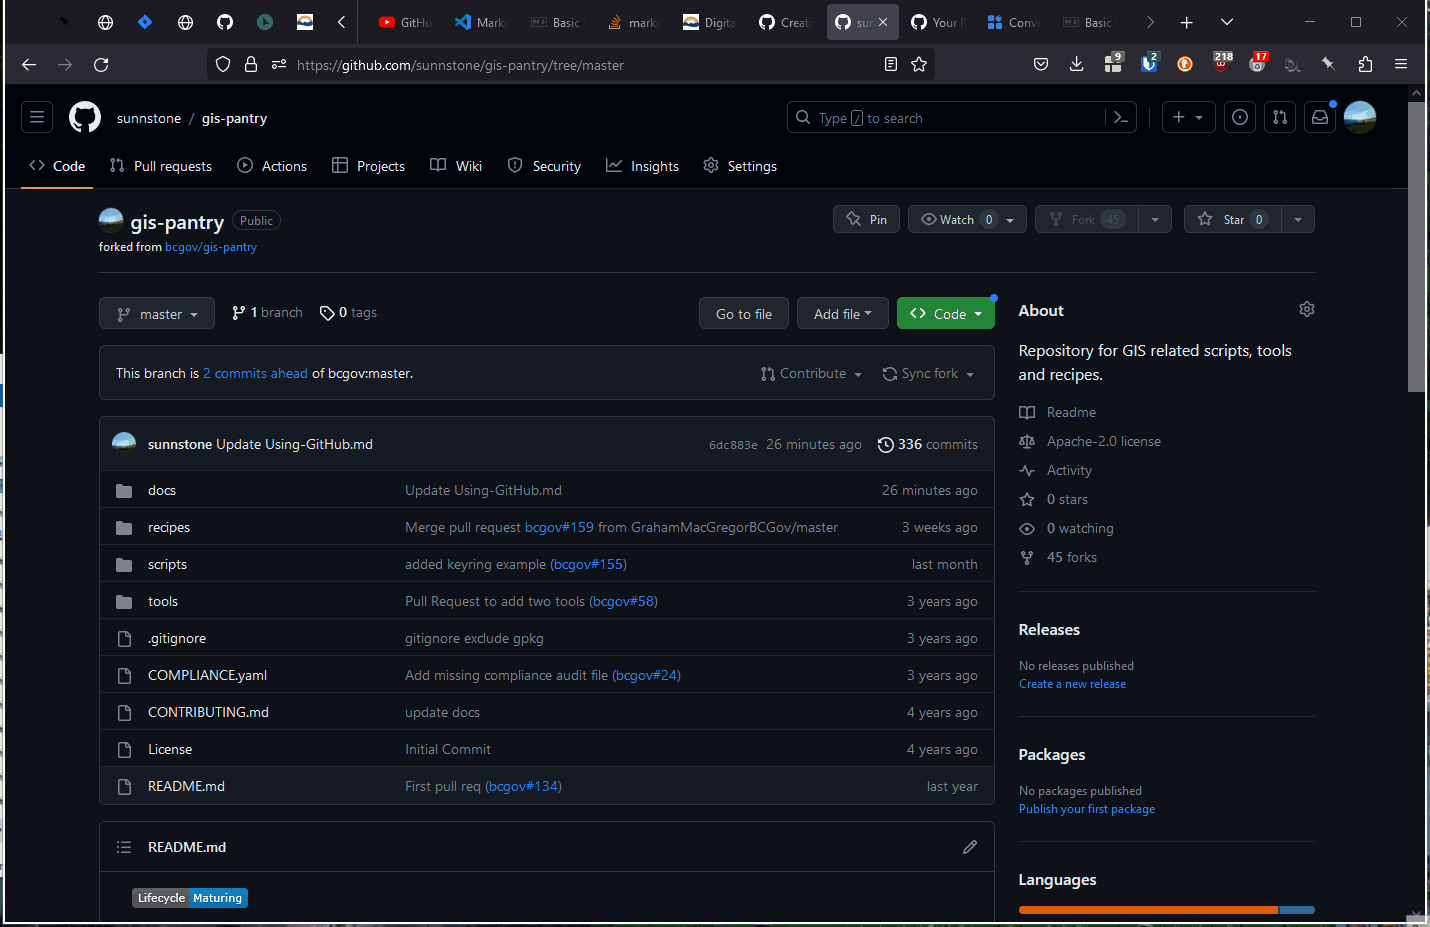 GitHu
Marko
Basic
marko
Digita
Creati
sun
Your R
Conve
Basic
https://github.com/sunnstone/gis-pantry/tree/master
9
2
218
17
sunnstone / gis-pantry
Type / to search
Code
Pull requests
Actions
Projects
Wiki
Security
Insights
Settings
gis-pantry
Public
Pin
Watch 0
Fork 45
Star 0
forked from bcgov/gis-pantry
master
1 branch
0 tags
Go to file
Add file
Code
This branch is 2 commits ahead of bcgov:master.
Contribute
Sync fork
sunnstone Update Using-GitHub.md
6dc883e 26 minutes ago
336 commits
docs Update Using-GitHub.md 26 minutes ago
recipes Merge pull request bcgov#159 from GrahamMacGregorBCGov/master 3 weeks ago
scripts added keyring example (bcgov#155) last month
tools Pull Request to add two tools (bcgov#58) 3 years ago
.gitignore gitignore exclude gpkg 3 years ago
COMPLIANCE.yaml Add missing compliance audit file (bcgov#24) 3 years ago
CONTRIBUTING.md update docs 4 years ago
License Initial Commit 4 years ago
README.md First pull req (bcgov#134) last year
README.md
Lifecycle Maturing
About
Repository for GIS related scripts, tools
and recipes.
Readme
Apache-2.0 license
Activity
0 stars
0 watching
45 forks
Releases
No releases published
Create a new release
Packages
No packages published
Publish your first package
Languages